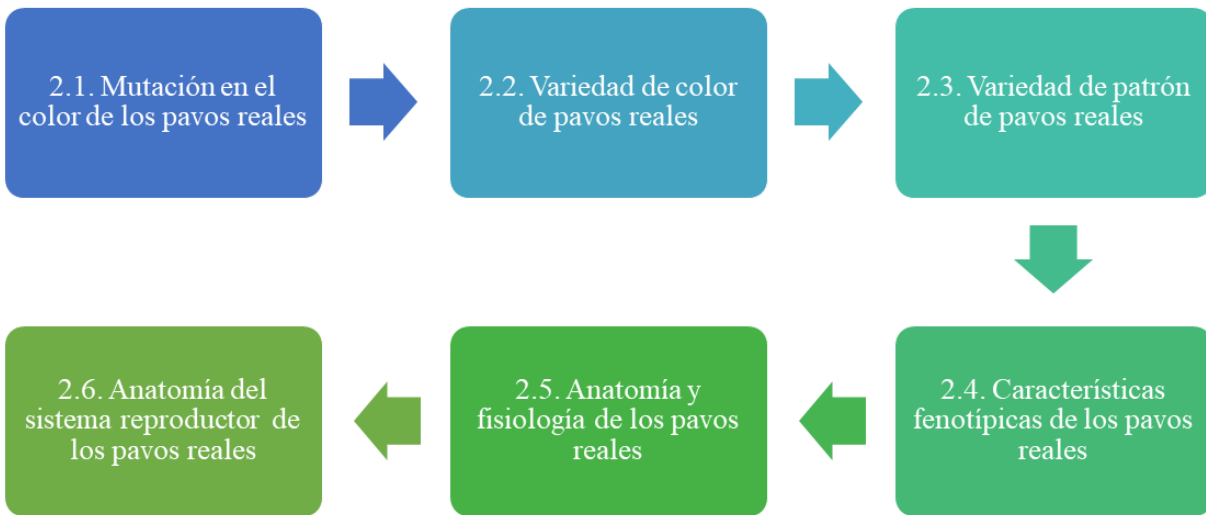 2.1. Mutación en el
color de los pavos reales
2.2. Variedad de color
de pavos reales
2.3. Variedad de patrón
de pavos reales
2.4. Características
fenotípicas de los pavos
reales
2.5. Anatomía y
fisiología de los pavos
reales
2.6. Anatomía del
sistema reproductor de
los pavos reales